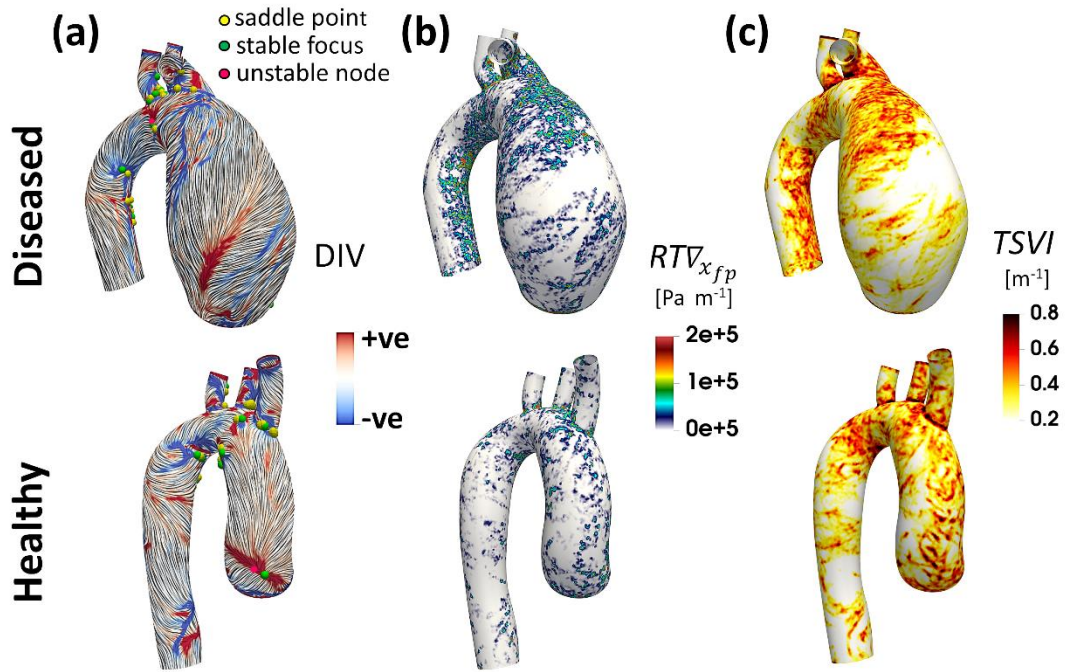 (a)
saddle point
stable focus
unstable node
(b)
(c)
Diseased
DIV
+ve
-ve
RT∇x_fp
[Pa m⁻¹]
2e+5
1e+5
0e+5
TSVI
[m⁻¹]
0.8
0.6
0.4
0.2
Healthy